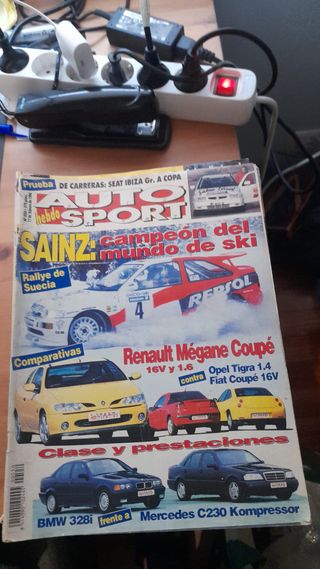 Prueba DE CARRERAS: SEAT IBIZA Gr. A COPA
AUTO
hebdo SPORT
SAINZ: campeón del
mundo de ski
Rallye de
Suecia
4
REPSOL
Comparativas
Renault Mégane Coupé
16V y 1.6
contra
Opel Tigra 1.4
Fiat Coupé 16V
Clase y prestaciones
BMW 328i frente a Mercedes C230 Kompressor